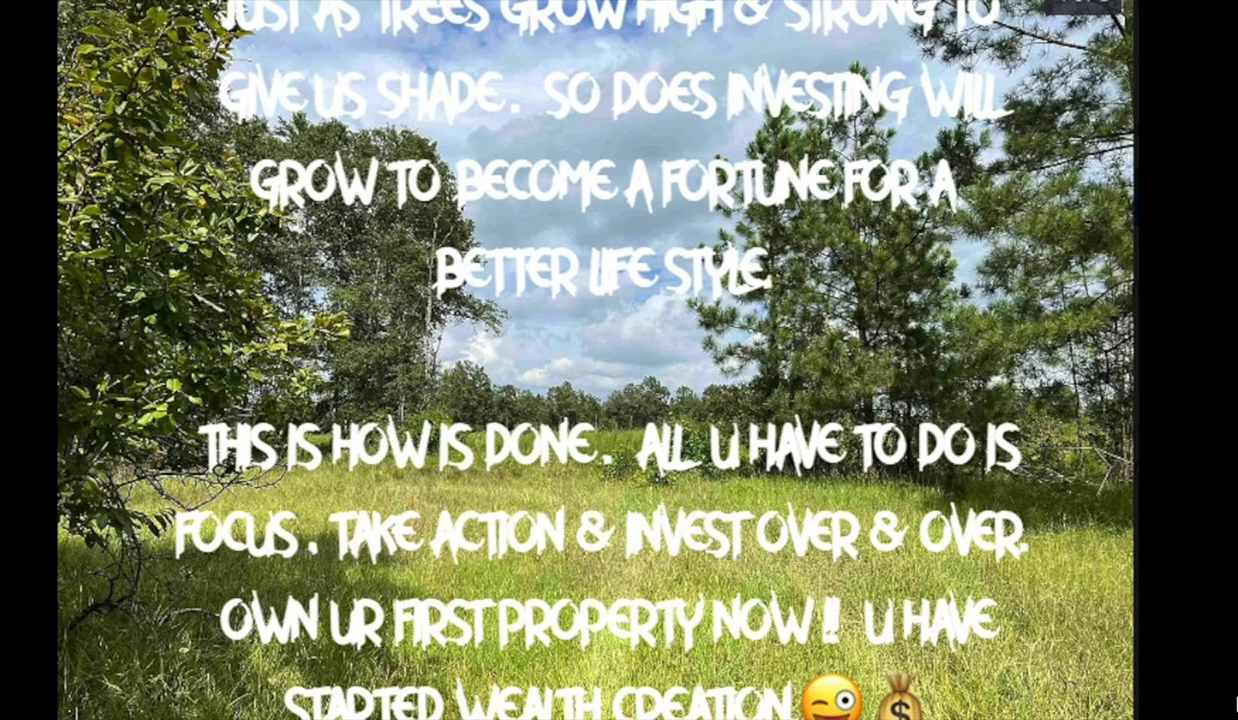 JUST AS TREES GROW HIGH & STRONG TO
GIVE US SHADE. SO DOES INVESTING WILL
GROW TO BECOME A FORTUNE FOR A
BETTER LIFE STYLE.
THIS IS HOW IS DONE. ALL U HAVE TO DO IS
FOCUS, TAKE ACTION & INVEST OVER & OVER.
OWN UR FIRST PROPERTY NOW!! U HAVE
STARTED WEALTH CREATION😜💰